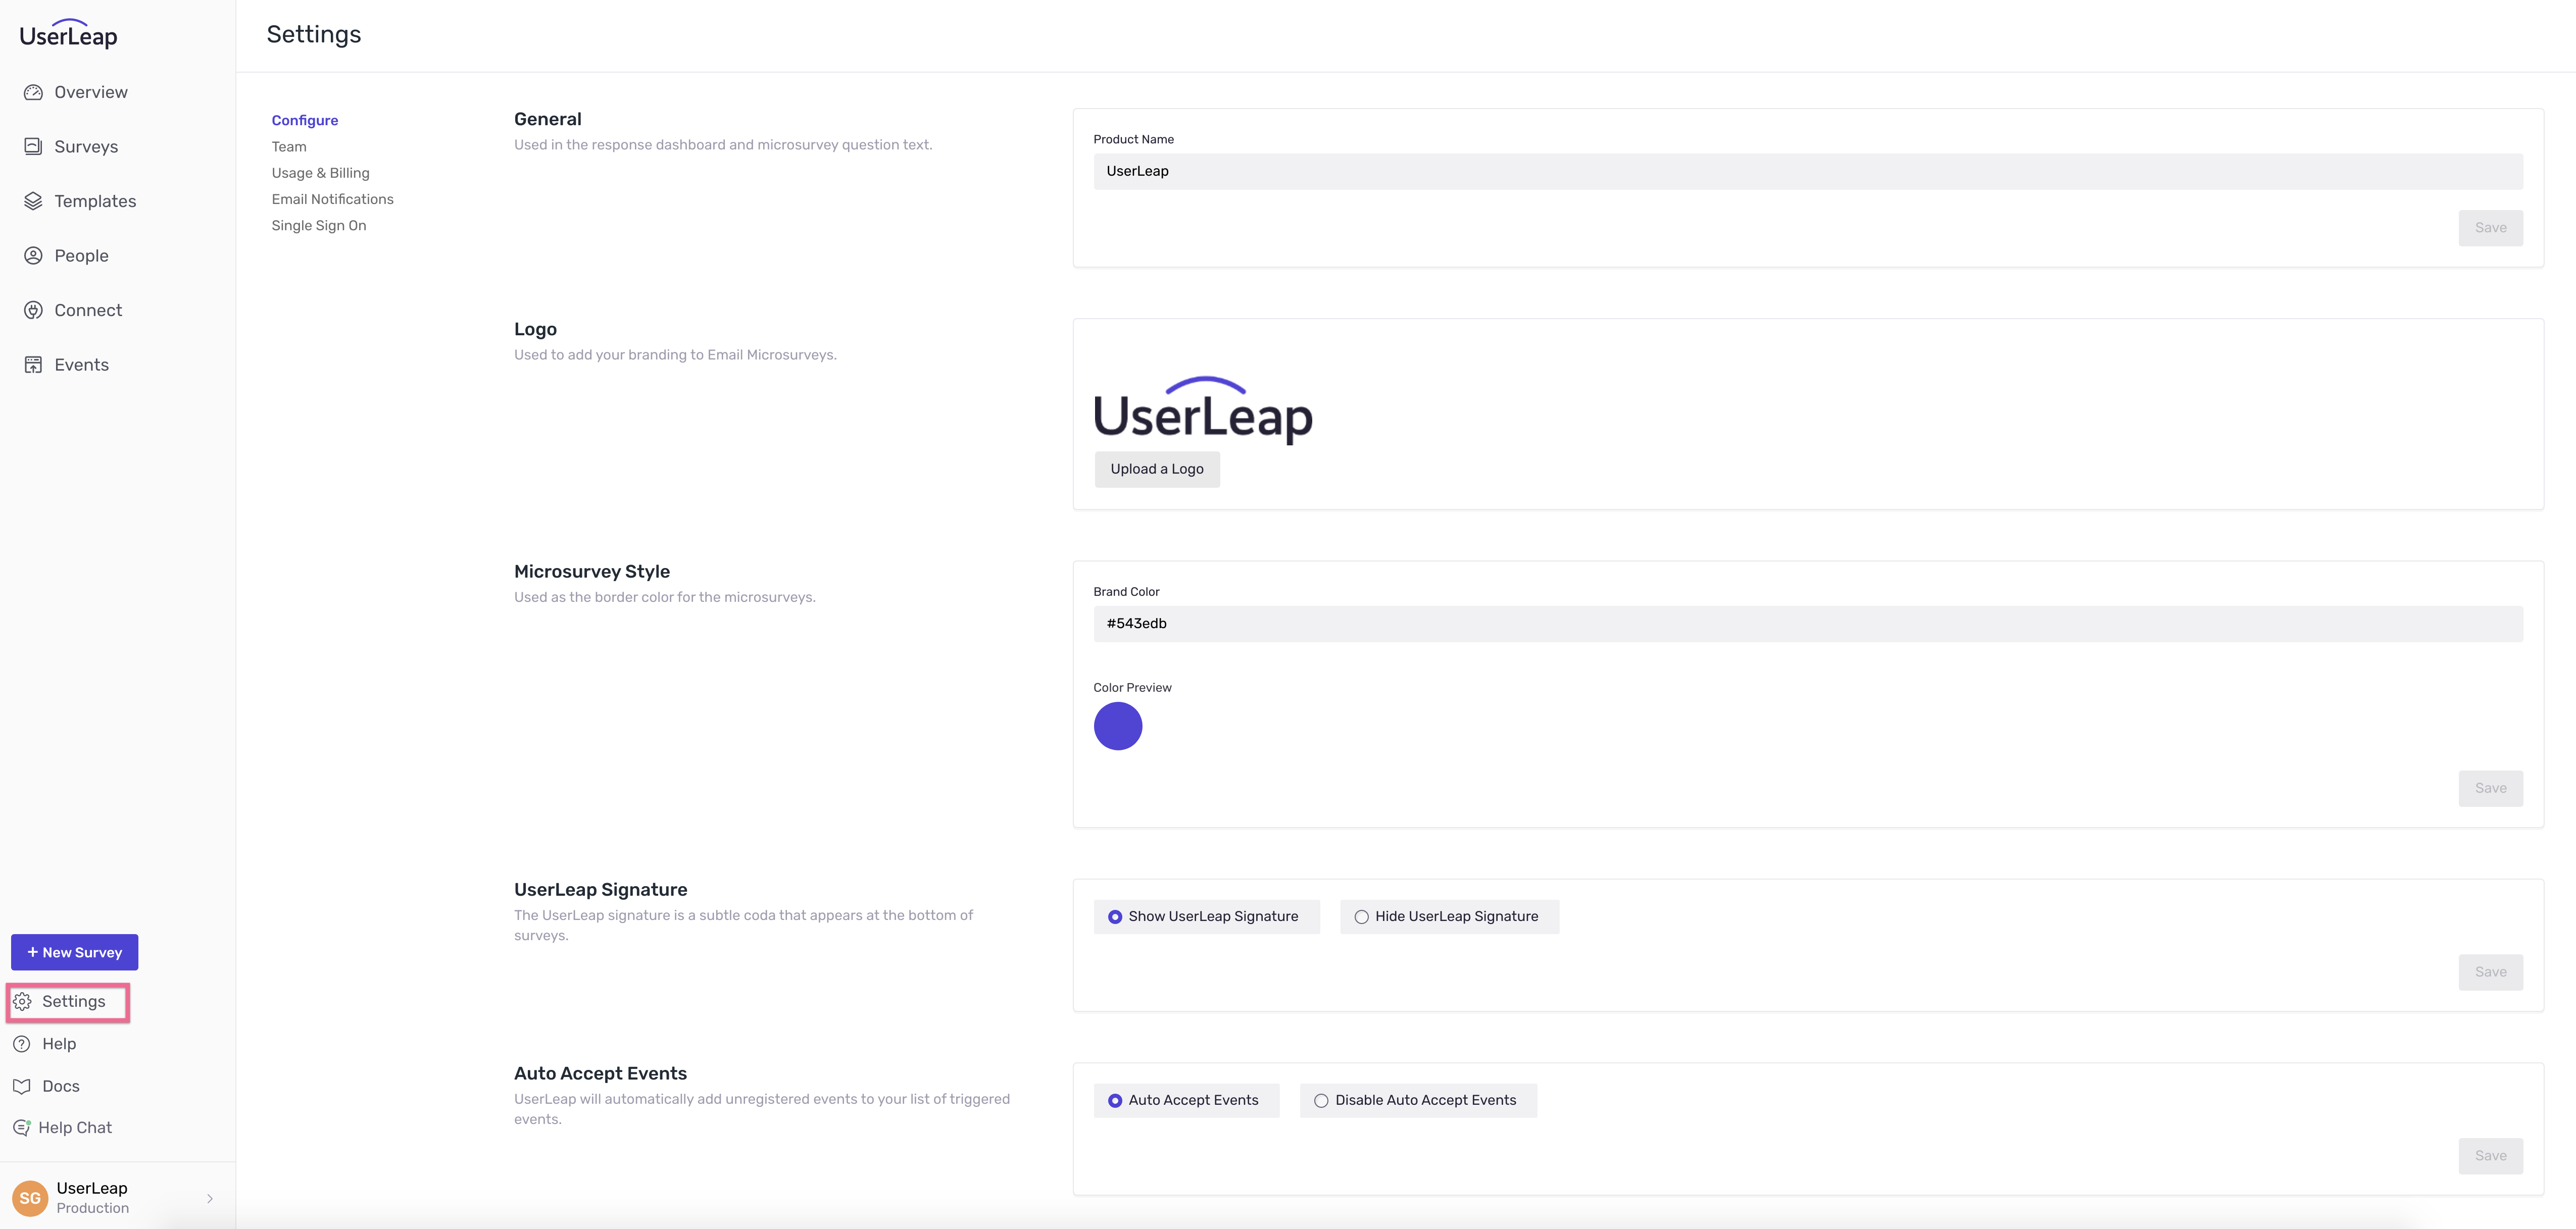 UserLeap
Overview
Surveys
Templates
People
Connect
Events
+ New Survey
Settings
Help
Docs
Help Chat
SG
UserLeap
Production
Settings
Configure
Team
Usage & Billing
Email Notifications
Single Sign On
General
Used in the response dashboard and microsurvey question text.
Product Name
UserLeap
Save
Logo
Used to add your branding to Email Microsurveys.
UserLeap
Upload a Logo
Microsurvey Style
Used as the border color for the microsurveys.
Brand Color
#543edb
Color Preview
Save
UserLeap Signature
The UserLeap signature is a subtle coda that appears at the bottom of
surveys.
Show UserLeap Signature
Hide UserLeap Signature
Save
Auto Accept Events
UserLeap will automatically add unregistered events to your list of triggered
events.
Auto Accept Events
Disable Auto Accept Events
Save